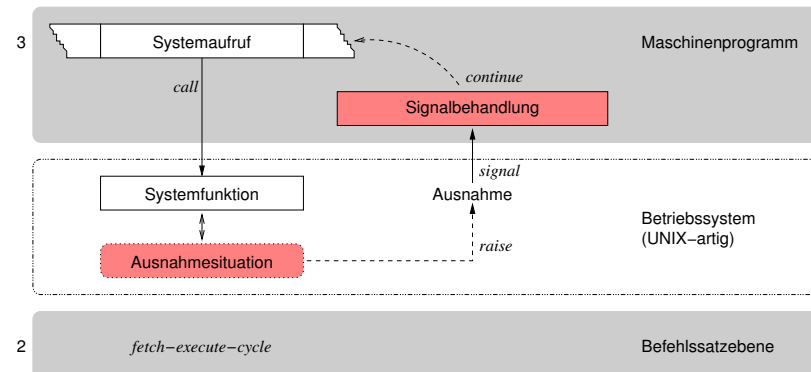 3
Systemaufruf
Maschinenprogramm
continue
call
Signalbehandlung
signal
Systemfunktion
Ausnahme
Betriebssystem
(UNIX−artig)
raise
Ausnahmesituation
2
fetch−execute−cycle
Befehlssatzebene